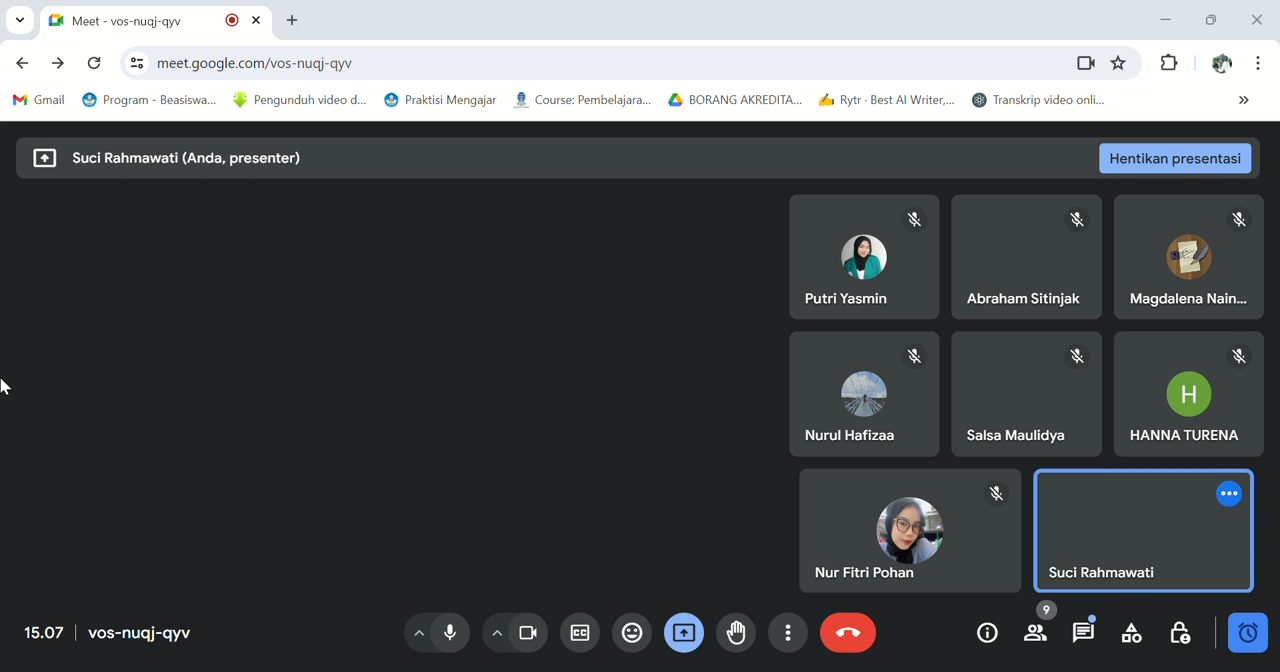 Meet - vos-nuqj-qyv
meet.google.com/vos-nuqj-qyv
Gmail
Program - Beasiswa...
Pengunduh video d...
Praktisi Mengajar
Course: Pembelajara...
BORANG AKREDITA...
Rytr - Best AI Writer,...
Transkrip video onli...
Suci Rahmawati (Anda, presenter)
Hentikan presentasi
Putri Yasmin
Abraham Sitinjak
Magdalena Nain...
Nurul Hafizaa
Salsa Maulidya
H
HANNA TURENA
Nur Fitri Pohan
Suci Rahmawati
15.07
vos-nuqj-qyv
CC
9